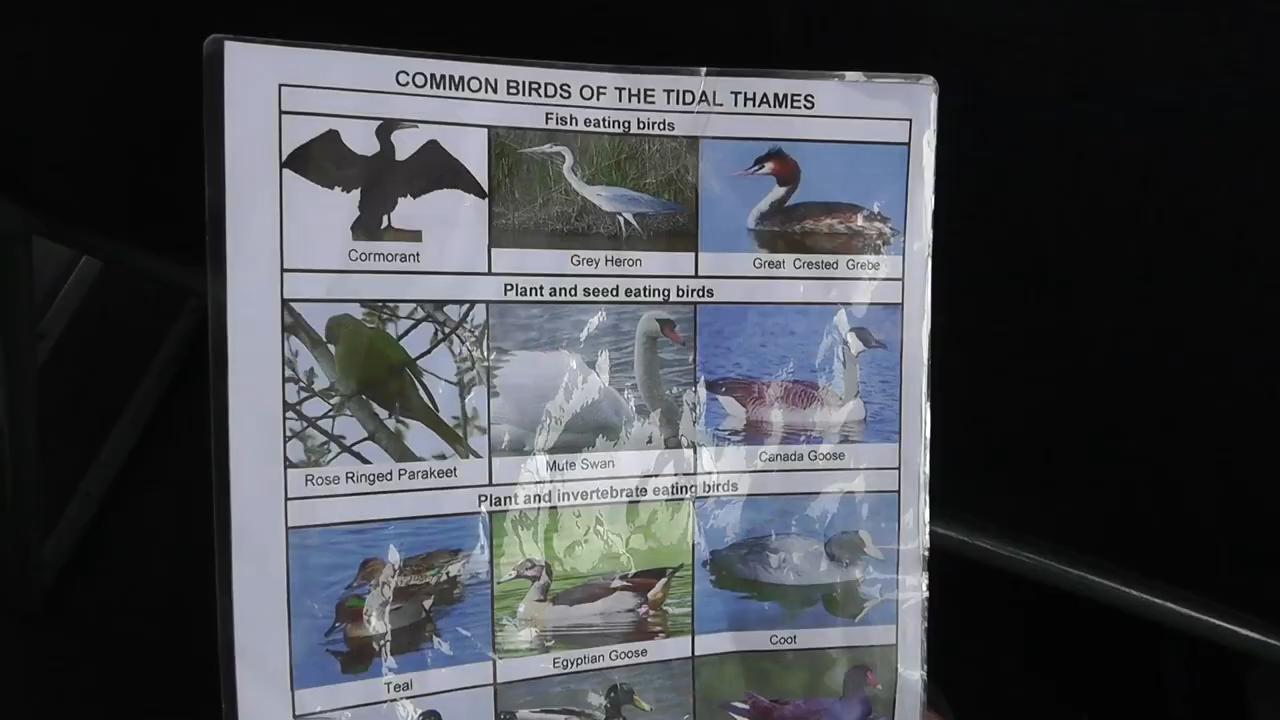 COMMON BIRDS OF THE TIDAL THAMES
Fish eating birds
Cormorant
Grey Heron
Great Crested Grebe
Plant and seed eating birds
Rose Ringed Parakeet
Mute Swan
Canada Goose
Plant and invertebrate eating birds
Teal
Egyptian Goose
Coot